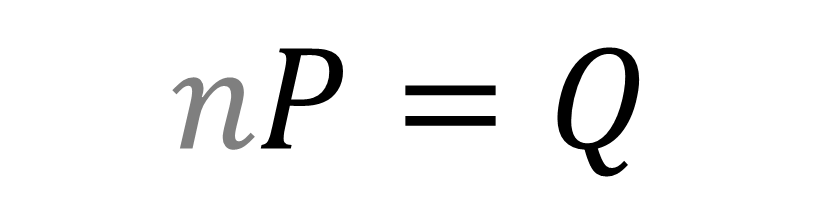 nP = Q